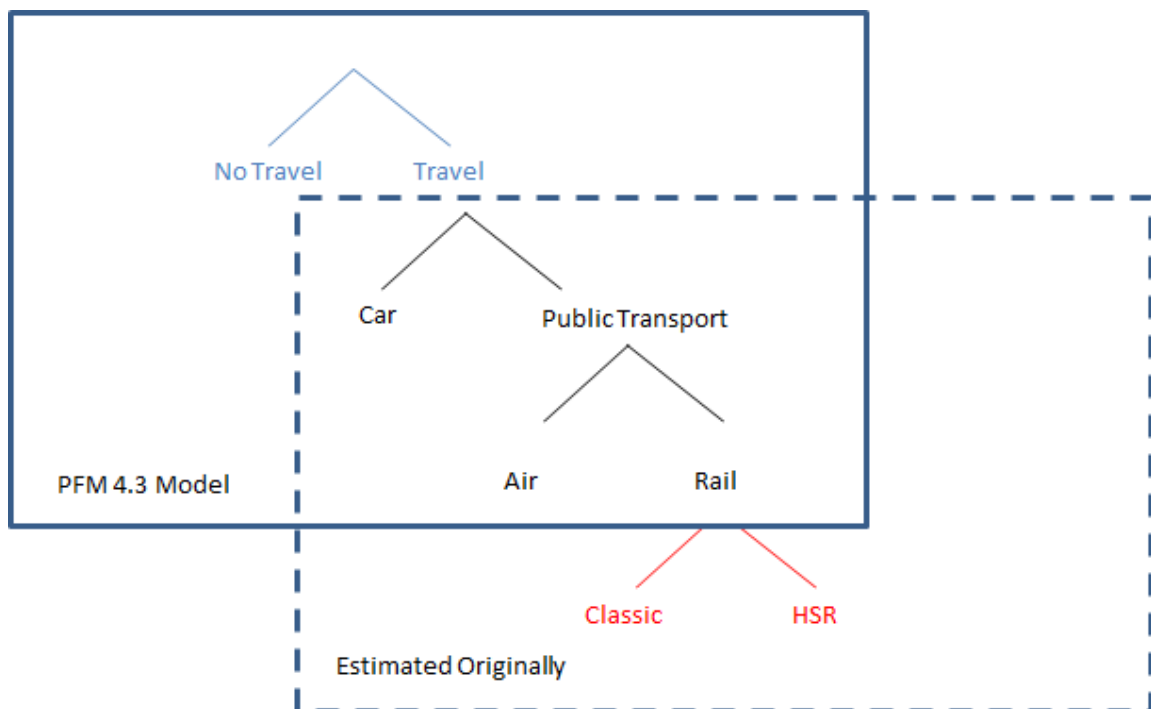 No Travel
Travel
Car
Public Transport
Air
Rail
PFM 4.3 Model
Classic
HSR
Estimated Originally